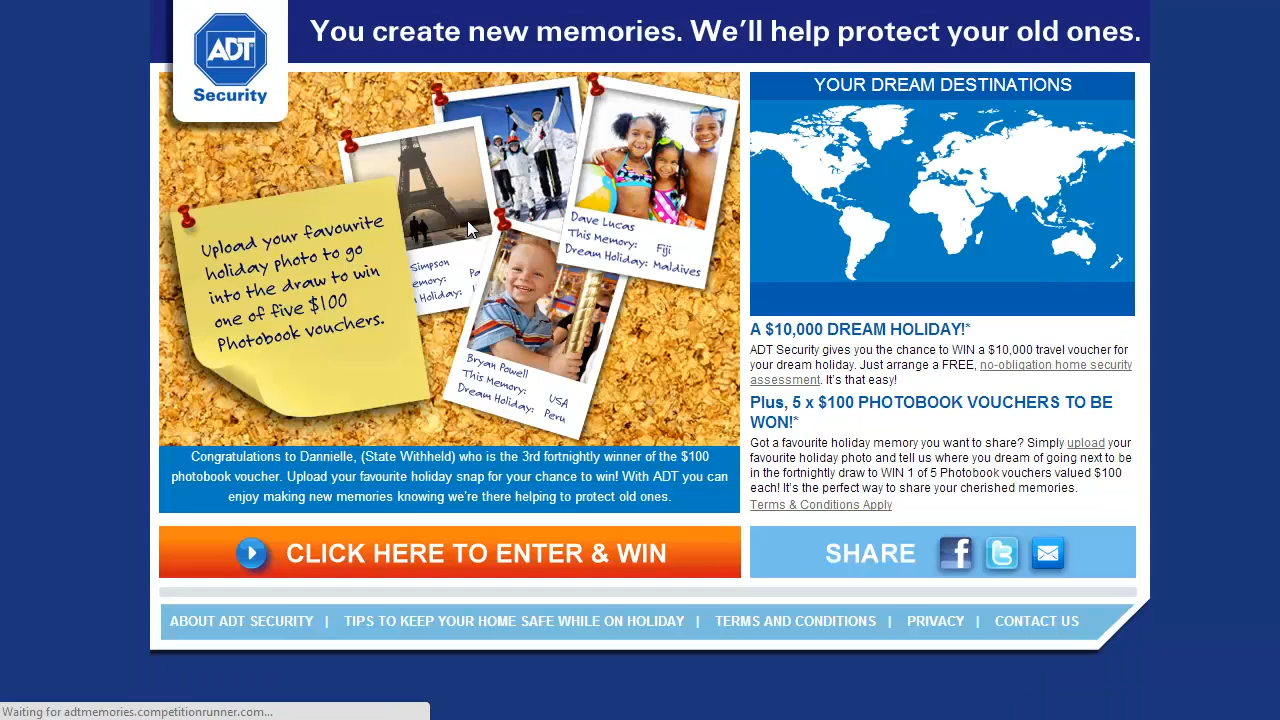 ADT
Security
You create new memories. We'll help protect your old ones.
Upload your favourite
holiday photo to go
into the draw to win
one of five $100
Photobook vouchers.
Simpson
emory: Pa
Holiday:
Dave Lucas
This Memory: Fiji
Dream Holiday: Maldives
Bryan Powell
This Memory: USA
Dream Holiday: Peru
Congratulations to Dannielle, (State Withheld) who is the 3rd fortnightly winner of the $100
photobook voucher. Upload your favourite holiday snap for your chance to win! With ADT you can
enjoy making new memories knowing we're there helping to protect old ones.
YOUR DREAM DESTINATIONS
A $10,000 DREAM HOLIDAY!*
ADT Security gives you the chance to WIN a $10,000 travel voucher for
your dream holiday. Just arrange a FREE, no-obligation home security
assessment. It's that easy!
Plus, 5 x $100 PHOTOBOOK VOUCHERS TO BE
WON!*
Got a favourite holiday memory you want to share? Simply upload your
favourite holiday photo and tell us where you dream of going next to be
in the fortnightly draw to WIN 1 of 5 Photobook vouchers valued $100
each! It's the perfect way to share your cherished memories.
Terms & Conditions Apply
CLICK HERE TO ENTER & WIN
SHARE
ABOUT ADT SECURITY | TIPS TO KEEP YOUR HOME SAFE WHILE ON HOLIDAY | TERMS AND CONDITIONS | PRIVACY | CONTACT US
Waiting for adtmemories.competitionrunner.com...